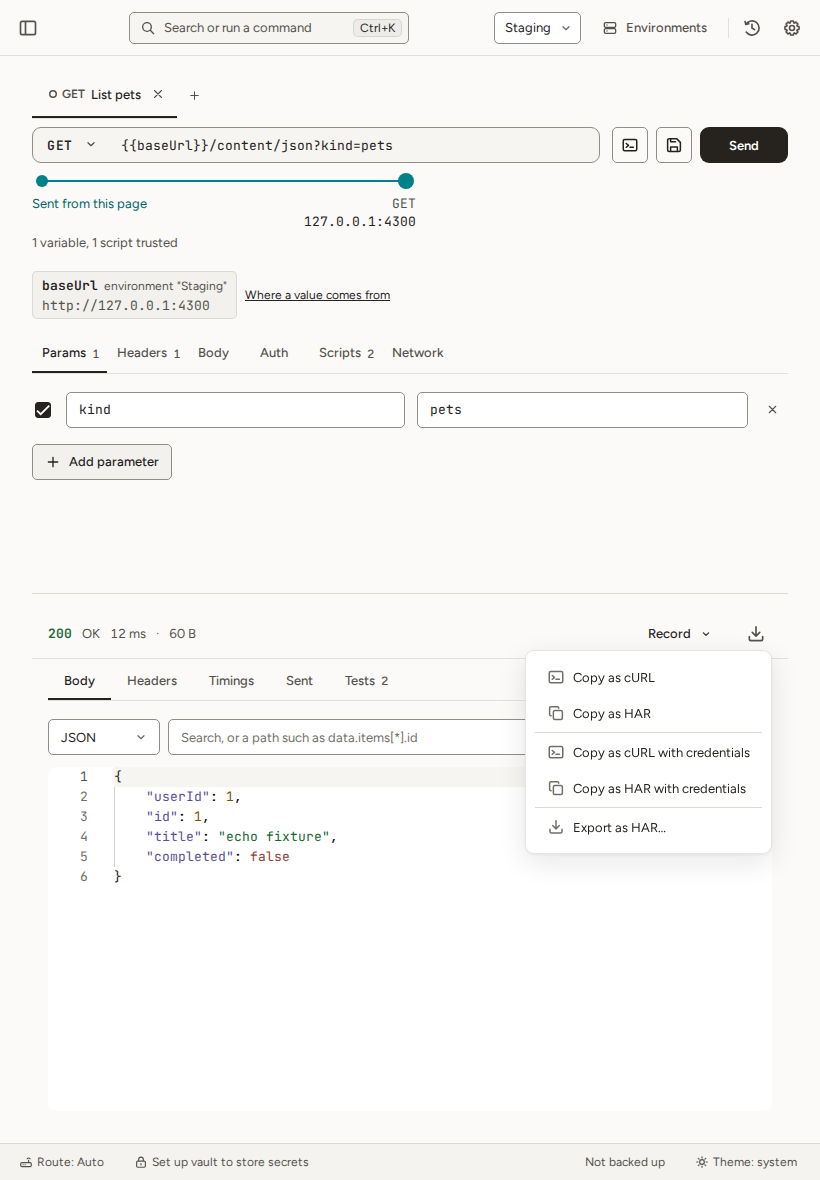 Search or run a command Ctrl+K Staging Environments
GET List pets
GET {{baseUrl}}/content/json?kind=pets Send
Sent from this page GET
127.0.0.1:4300
1 variable, 1 script trusted
baseUrl environment "Staging"
http://127.0.0.1:4300
Where a value comes from
Params 1 Headers 1 Body Auth Scripts 2 Network
kind pets
Add parameter
200 OK 12 ms · 60 B Record
Body Headers Timings Sent Tests 2
JSON Search, or a path such as data.items[*].id
1 {
2 "userId": 1,
3 "id": 1,
4 "title": "echo fixture",
5 "completed": false
6 }
Copy as cURL
Copy as HAR
Copy as cURL with credentials
Copy as HAR with credentials
Export as HAR...
Route: Auto Set up vault to store secrets Not backed up Theme: system